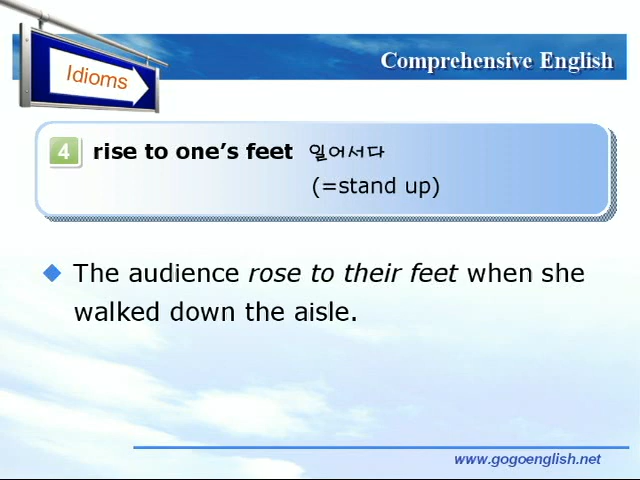 Idioms
Comprehensive English
4 rise to one's feet 일어서다
(=stand up)
The audience rose to their feet when she
walked down the aisle.
www.gogoenglish.net